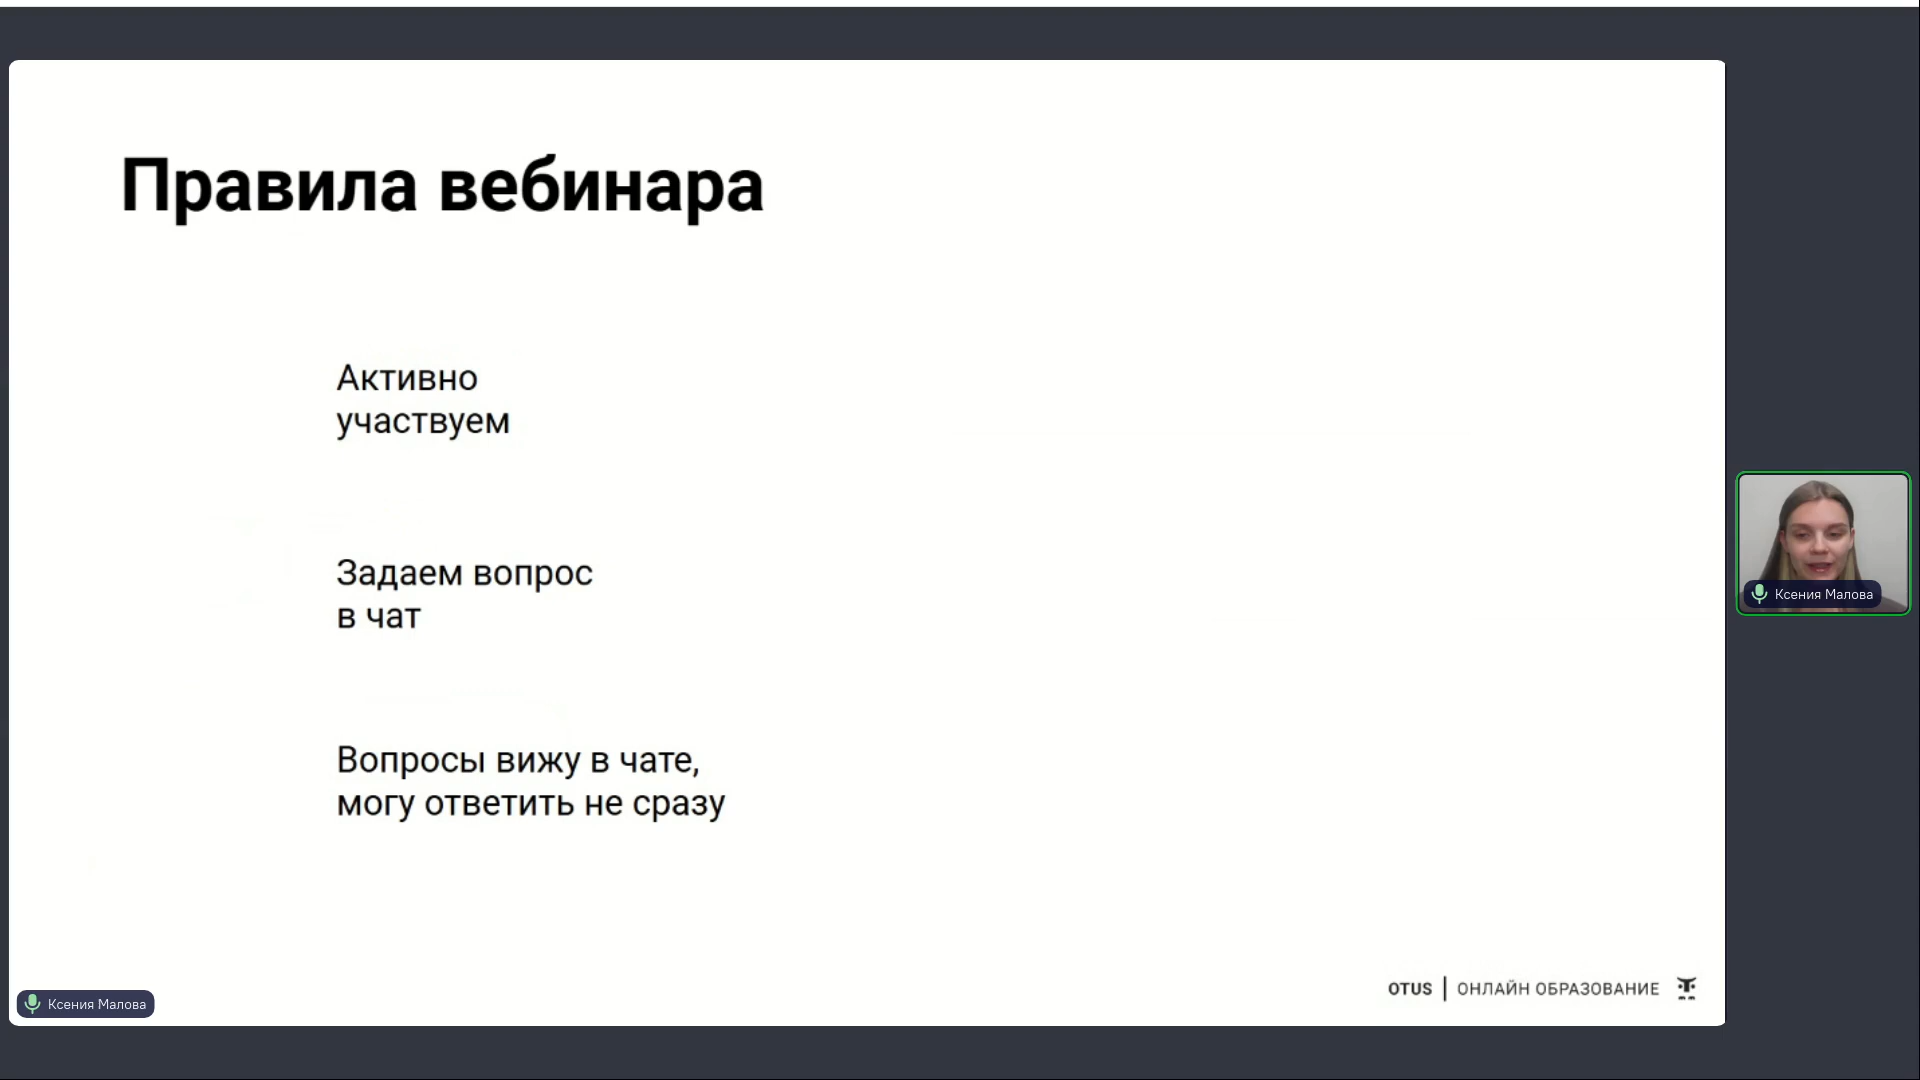 Правила вебинара
Активно
участвуем
Задаем вопрос
в чат
Вопросы вижу в чате,
могу ответить не сразу
Ксения Малова
OTUS | ОНЛАЙН ОБРАЗОВАНИЕ
Ксения Малова